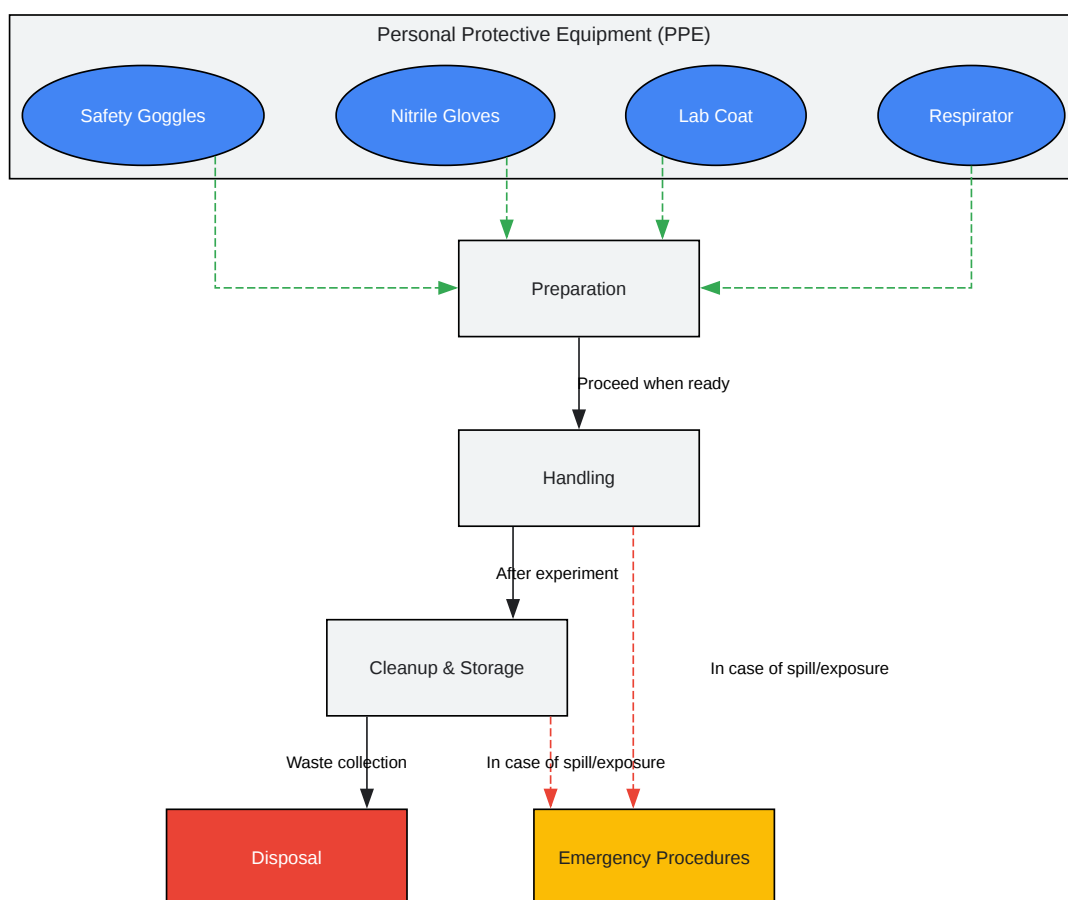 Personal Protective Equipment (PPE)
Safety Goggles
Nitrile Gloves
Lab Coat
Respirator
Preparation
Proceed when ready
Handling
After experiment
Cleanup & Storage
In case of spill/exposure
Waste collection
In case of spill/exposure
Disposal
Emergency Procedures